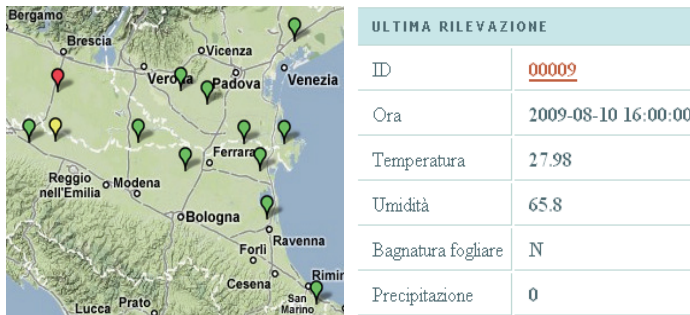 Bergamo
Brescia
Vicenza
Verona
Padova
Venezia
Ferrara
Reggio
nell'Emilia
Modena
Bologna
Ravenna
Forlì
Cesena
Rimin
San
Marino
Prato
Lucca
ULTIMA RILEVAZIONE
ID 00009
Ora 2009-08-10 16:00:00
Temperatura 27.98
Umidità 65.8
Bagnatura fogliare N
Precipitazione 0